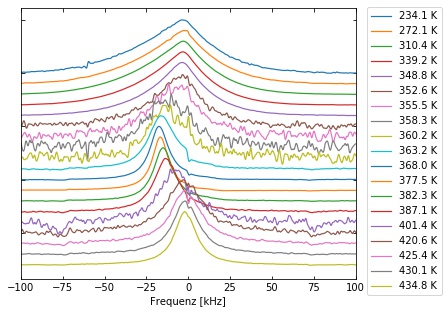 234.1 K
272.1 K
310.4 K
339.2 K
348.8 K
352.6 K
355.5 K
358.3 K
360.2 K
363.2 K
368.0 K
377.5 K
382.3 K
387.1 K
401.4 K
420.6 K
425.4 K
430.1 K
434.8 K
−100 −75 −50 −25 0 25 50 75 100
Frequenz [kHz]